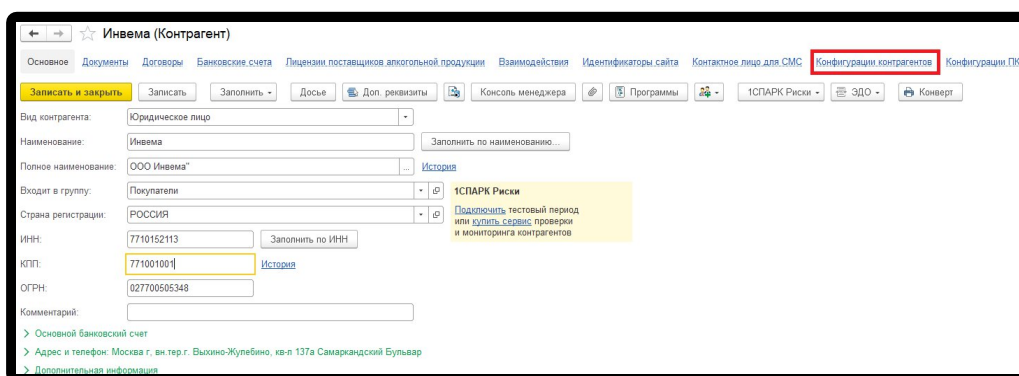 Инвема (Контрагент)
Основное Документы Договоры Банковские счета Лицензии поставщиков алкогольной продукции Взаимодействия Идентификаторы сайта Контактное лицо для СМС Конфигурации контрагентов Конфигурации ПК
Записать и закрыть Записать Заполнить Досье Доп. реквизиты Консоль менеджера Программы 1СПАРК Риски ЭДО Конверт
Вид контрагента: Юридическое лицо
Наименование: Инвема Заполнить по наименованию...
Полное наименование: ООО Инвема" ... История
Входит в группу: Покупатели 1СПАРК Риски
Страна регистрации: РОССИЯ Подключить тестовый период
или купить сервис проверки
и мониторинга контрагентов
ИНН: 7710152113 Заполнить по ИНН
КПП: 771001001 История
ОГРН: 027700505348
Комментарий:
Основной банковский счет
Адрес и телефон: Москва г, вн.тер.г. Выхино-Жулебино, кв-л 137а Самаркандский Бульвар
Дополнительная информация